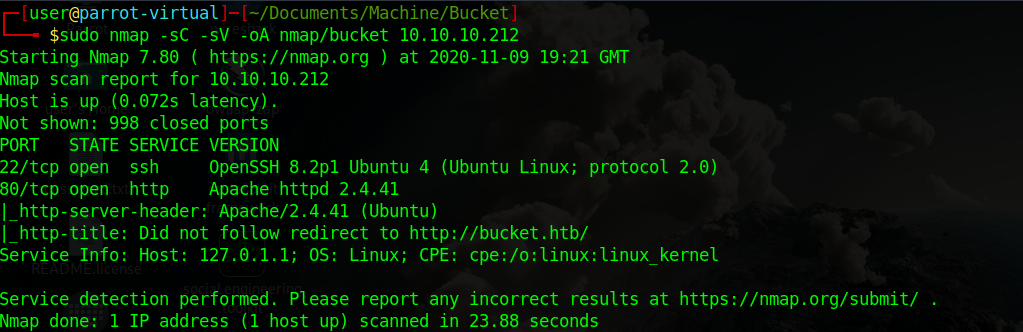 [user@parrot-virtual]─[~/Documents/Machine/Bucket]
$sudo nmap -sC -sV -oA nmap/bucket 10.10.10.212
Starting Nmap 7.80 ( https://nmap.org ) at 2020-11-09 19:21 GMT
Nmap scan report for 10.10.10.212
Host is up (0.072s latency).
Not shown: 998 closed ports
PORT   STATE SERVICE VERSION
22/tcp open  ssh     OpenSSH 8.2p1 Ubuntu 4 (Ubuntu Linux; protocol 2.0)
80/tcp open  http    Apache httpd 2.4.41
|_http-server-header: Apache/2.4.41 (Ubuntu)
|_http-title: Did not follow redirect to http://bucket.htb/
Service Info: Host: 127.0.1.1; OS: Linux; CPE: cpe:/o:linux:linux_kernel
README.license
social engineering
Service detection performed. Please report any incorrect results at https://nmap.org/submit/ .
Nmap done: 1 IP address (1 host up) scanned in 23.88 seconds